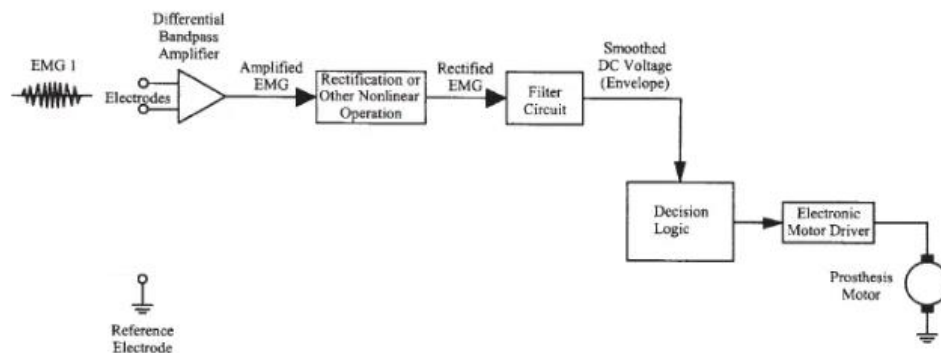 Differential
Bandpass
Amplifier
EMG 1
Electrodes
Amplified
EMG
Rectification or
Other Nonlinear
Operation
Rectified
EMG
Filter
Circuit
Smoothed
DC Voltage
(Envelope)
Decision
Logic
Electronic
Motor Driver
Prosthesis
Motor
Reference
Electrode